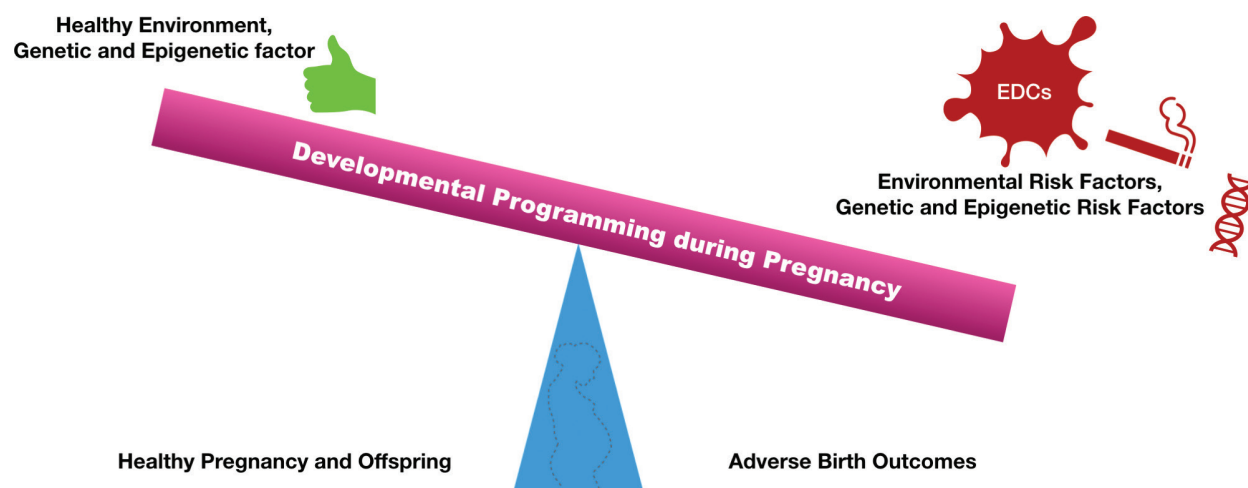 Healthy Environment,
Genetic and Epigenetic factor
EDCs
Environmental Risk Factors,
Genetic and Epigenetic Risk Factors
Developmental Programming during Pregnancy
Healthy Pregnancy and Offspring
Adverse Birth Outcomes